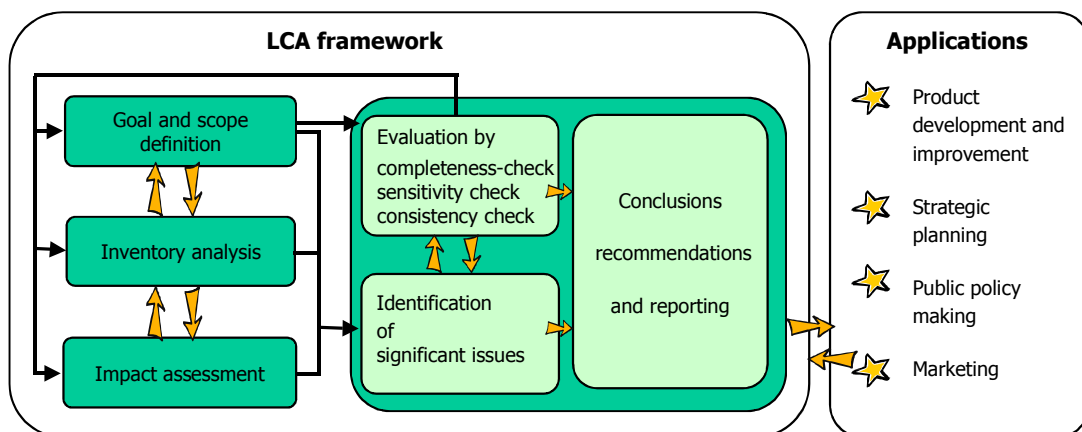 LCA framework
Goal and scope
definition
Inventory analysis
Impact assessment
Evaluation by
completeness-check
sensitivity check
consistency check
Identification
of
significant issues
Conclusions
recommendations
and reporting
Applications
Product
development and
improvement
Strategic
planning
Public policy
making
Marketing